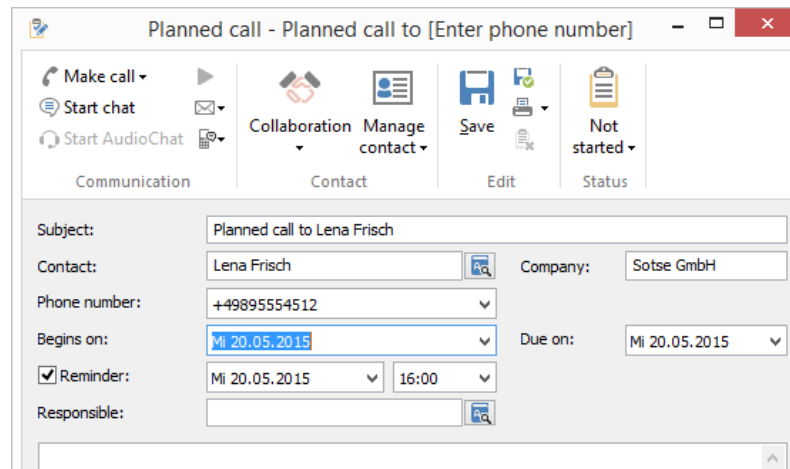 Planned call - Planned call to [Enter phone number]
Make call
Start chat
Start AudioChat
Communication
Collaboration
Manage
contact
Contact
Save
Edit
Not
started
Status
Subject: Planned call to Lena Frisch
Contact: Lena Frisch Company: Sotse GmbH
Phone number: +49895554512
Begins on: Mi 20.05.2015 Due on: Mi 20.05.2015
Reminder: Mi 20.05.2015 16:00
Responsible: